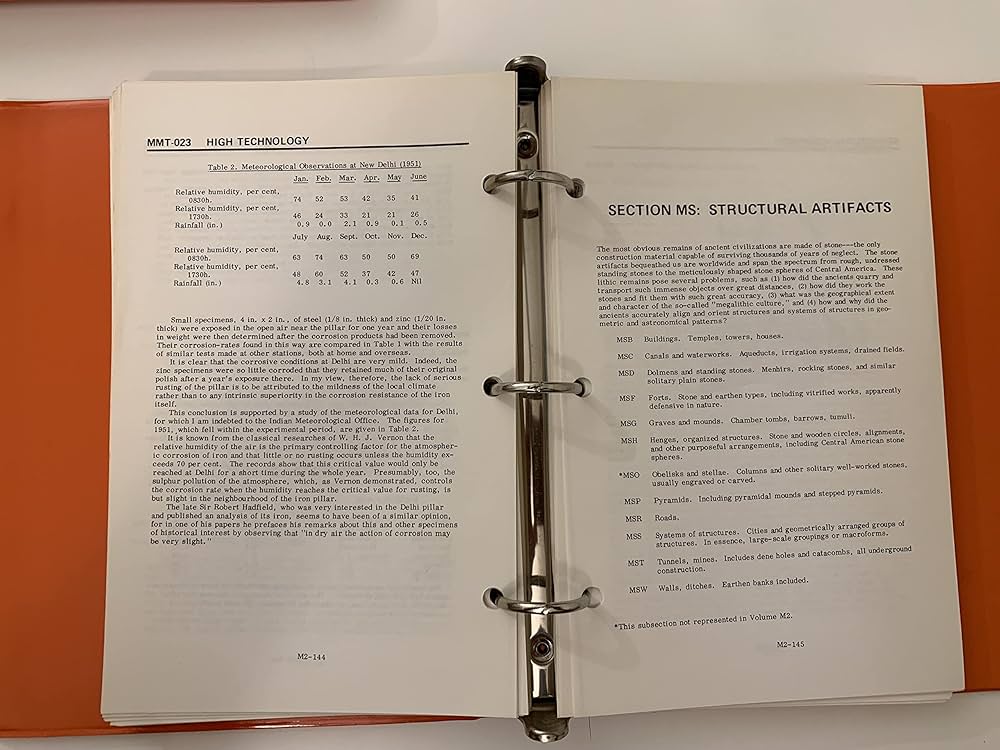 MMT-023 HIGH TECHNOLOGY
Table 2. Meteorological Observations at New Delhi (1951)
Jan. Feb. Mar. Apr. May June
Relative humidity, per cent,
0830h. 74 52 53 42 35 41
Relative humidity, per cent,
1730h. 46 24 33 21 21 26
Rainfall (in.) 0.9 0.0 2.1 0.9 0.1 0.5
July Aug. Sept. Oct. Nov. Dec.
Relative humidity, per cent,
0830h. 63 74 63 50 50 69
Relative humidity, per cent,
1730h. 48 60 52 37 42 47
Rainfall (in.) 4.8 3.1 4.1 0.3 0.6 Nil
Small specimens, 4 in. x 2 in., of steel (1/8 in. thick) and zinc (1/20 in.
thick) were exposed in the open air near the pillar for one year and their losses
in weight were then determined after the corrosion products had been removed.
Their corrosion-rates found in this way are compared in Table 1 with the results
of similar tests made at other stations, both at home and overseas.
It is clear that the corrosive conditions at Delhi are very mild. Indeed, the
zinc specimens were so little corroded that they retained much of their original
polish after a year's exposure there. In my view, therefore, the lack of serious
rusting of the pillar is to be attributed to the mildness of the local climate
rather than to any intrinsic superiority in the corrosion resistance of the iron
itself.
This conclusion is supported by a study of the meteorological data for Delhi,
for which I am indebted to the Indian Meteorological Office. The figures for
1951, which fell within the experimental period, are given in Table 2.
It is known from the classical researches of W. H. J. Vernon that the
relative humidity of the air is the primary controlling factor for the atmospher-
ic corrosion of iron and that little or no rusting occurs unless the humidity ex-
ceeds 70 per cent. The records show that this critical value would only be
reached at Delhi for a short time during the whole year. Presumably, too, the
sulphur pollution of the atmosphere, which, as Vernon demonstrated, controls
the corrosion rate when the humidity reaches the critical value for rusting, is
but slight in the neighbourhood of the iron pillar.
The late Sir Robert Hadfield, who was very interested in the Delhi pillar
and published an analysis of its iron, seems to have been of a similar opinion,
for in one of his papers he prefaces his remarks about this and other specimens
of historical interest by observing that "in dry air the action of corrosion may
be very slight."
M2-144
SECTION MS: STRUCTURAL ARTIFACTS
The most obvious remains of ancient civilizations are made of stone---the only
construction material capable of surviving thousands of years of neglect. The stone
artifacts bequeathed us are worldwide and span the spectrum from rough, undressed
standing stones to the meticulously shaped stone spheres of Central America. These
lithic remains pose several problems, such as (1) how did the ancients quarry and
transport such immense objects over great distances, (2) how did they work the
stones and fit them with such great accuracy, (3) what was the geographical extent
and character of the so-called "megalithic culture," and (4) how and why did the
ancients accurately align and orient structures and systems of structures in geo-
metric and astronomical patterns?
MSB Buildings. Temples, towers, houses.
MSC Canals and waterworks. Aqueducts, irrigation systems, drained fields.
MSD Dolmens and standing stones. Menhirs, rocking stones, and similar
solitary plain stones.
MSF Forts. Stone and earthen types, including vitrified works, apparently
defensive in nature.
MSG Graves and mounds. Chamber tombs, barrows, tumuli.
MSH Henges, organized structures. Stone and wooden circles, alignments,
and other purposeful arrangements, including Central American stone
spheres.
*MSO Obelisks and stellae. Columns and other solitary well-worked stones,
usually engraved or carved.
MSP Pyramids. Including pyramidal mounds and stepped pyramids.
MSR Roads.
MSS Systems of structures. Cities and geometrically arranged groups of
structures. In essence, large-scale groupings or macroforms.
MST Tunnels, mines. Includes dene holes and catacombs, all underground
construction.
MSW Walls, ditches. Earthen banks included.
*This subsection not represented in Volume M2.
M2-145